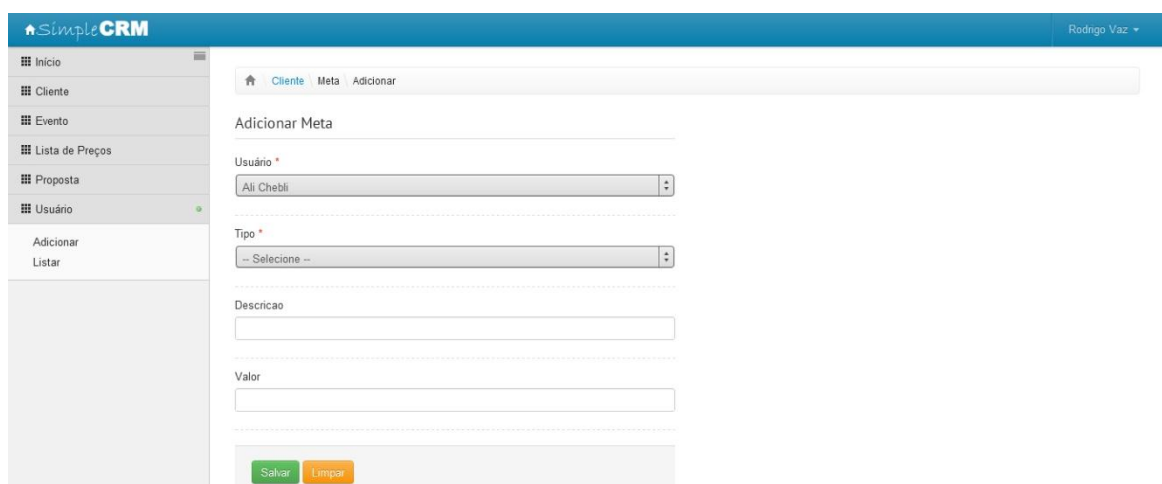 SimpleCRM
Rodrigo Vaz
Início
Cliente
Evento
Lista de Preços
Proposta
Usuário
Adicionar
Listar
Cliente \ Meta \ Adicionar
Adicionar Meta
Usuário *
Ali Chebli
Tipo *
-- Selecione --
Descricao
Valor
Salvar Limpar